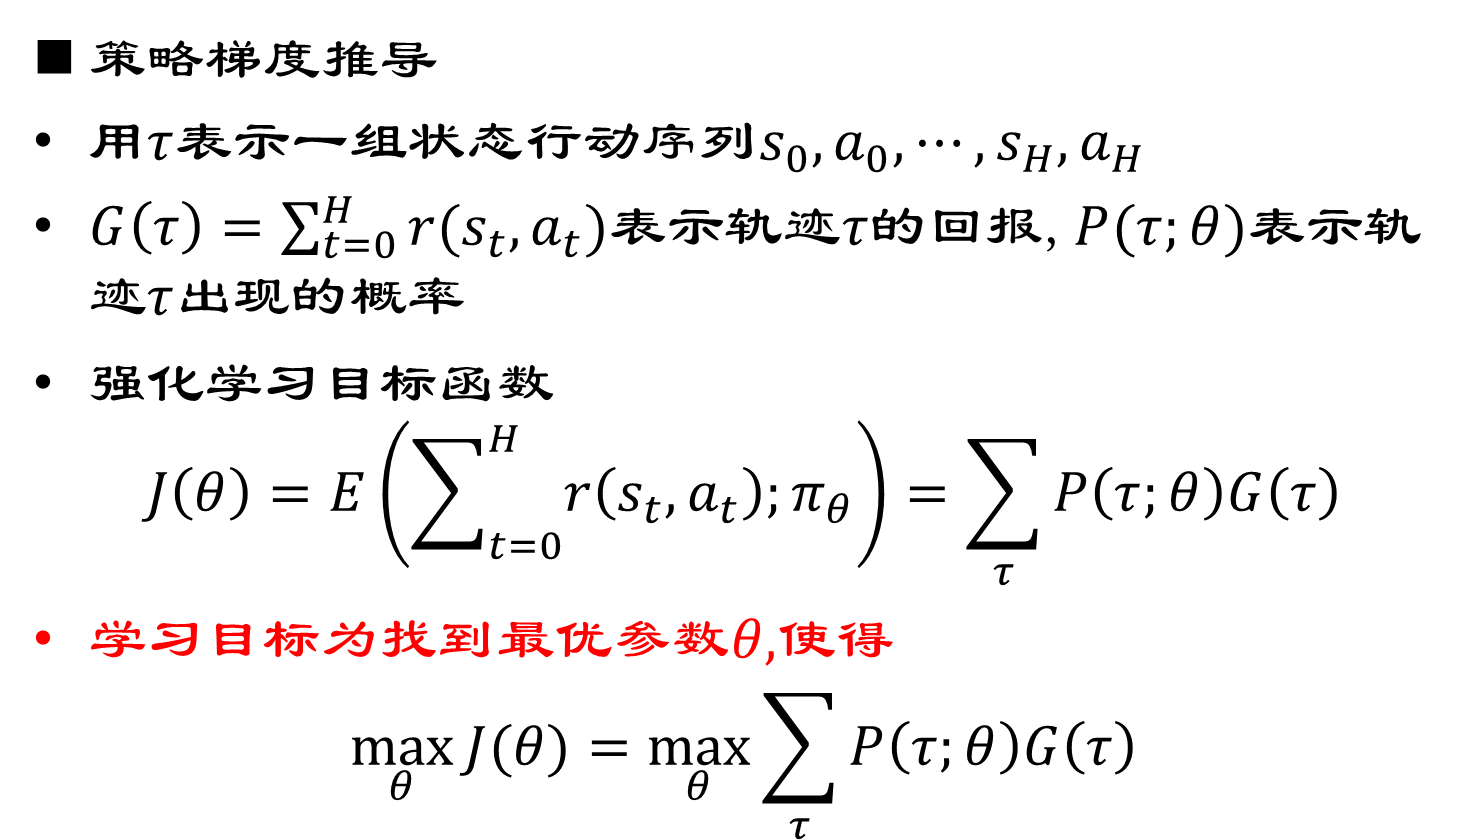 ■ 策略梯度推导
• 用τ表示一组状态行动序列s₀, a₀, ⋯ , s_H, a_H
• G(τ) = ∑_{t=0}^{H} r(s_t, a_t)表示轨迹τ的回报, P(τ; θ)表示轨
迹τ出现的概率
• 强化学习目标函数
J(θ) = E(∑_{t=0}^{H} r(s_t, a_t); π_θ) = ∑_τ P(τ; θ)G(τ)
• 学习目标为找到最优参数θ,使得
max_θ J(θ) = max_θ ∑_τ P(τ; θ)G(τ)